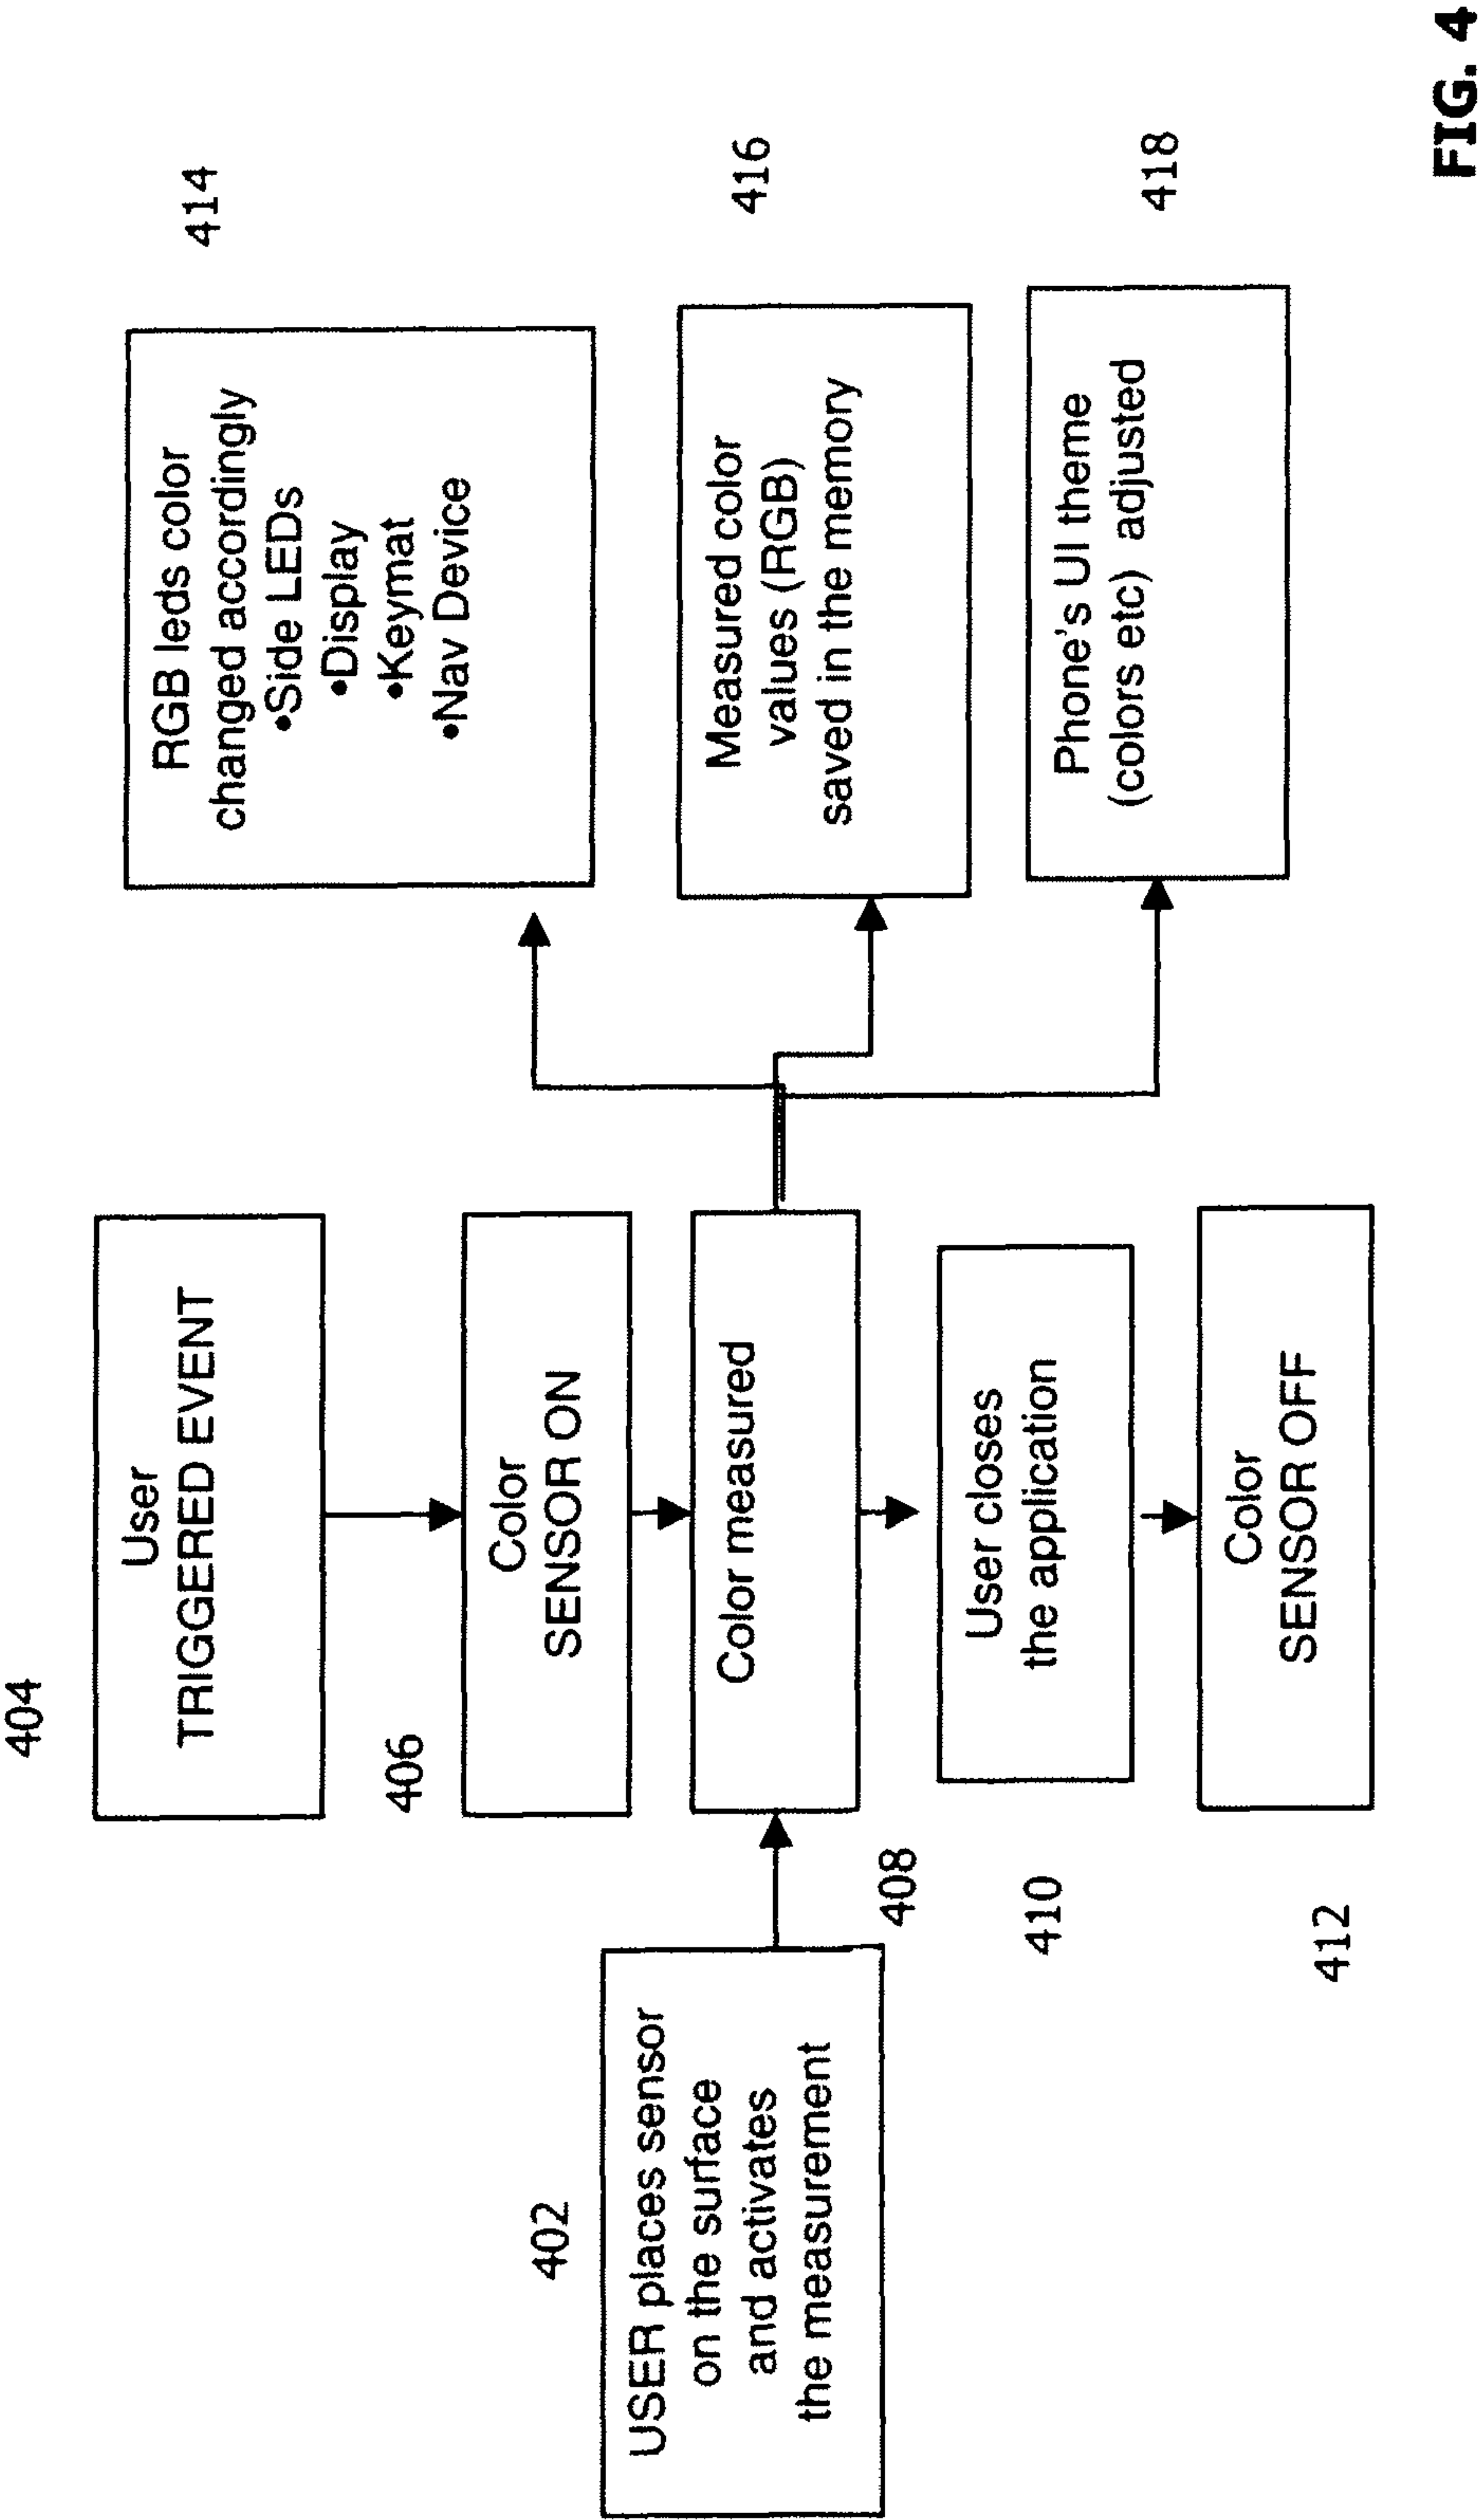 404
User
TRIGGERED EVENT
406
Color
SENSOR ON
402
USER places sensor
on the surface
and activates
the measurement
Color measured
408
410
User closes
the application
412
Color
SENSOR OFF
414
RGB leds color
changed accordingly
•Side LEDs
•Display
•Keymat
•Nav Device
416
Measured color
values (RGB)
saved in the memory
418
Phone's UI theme
(colors etc) adjusted
FIG. 4